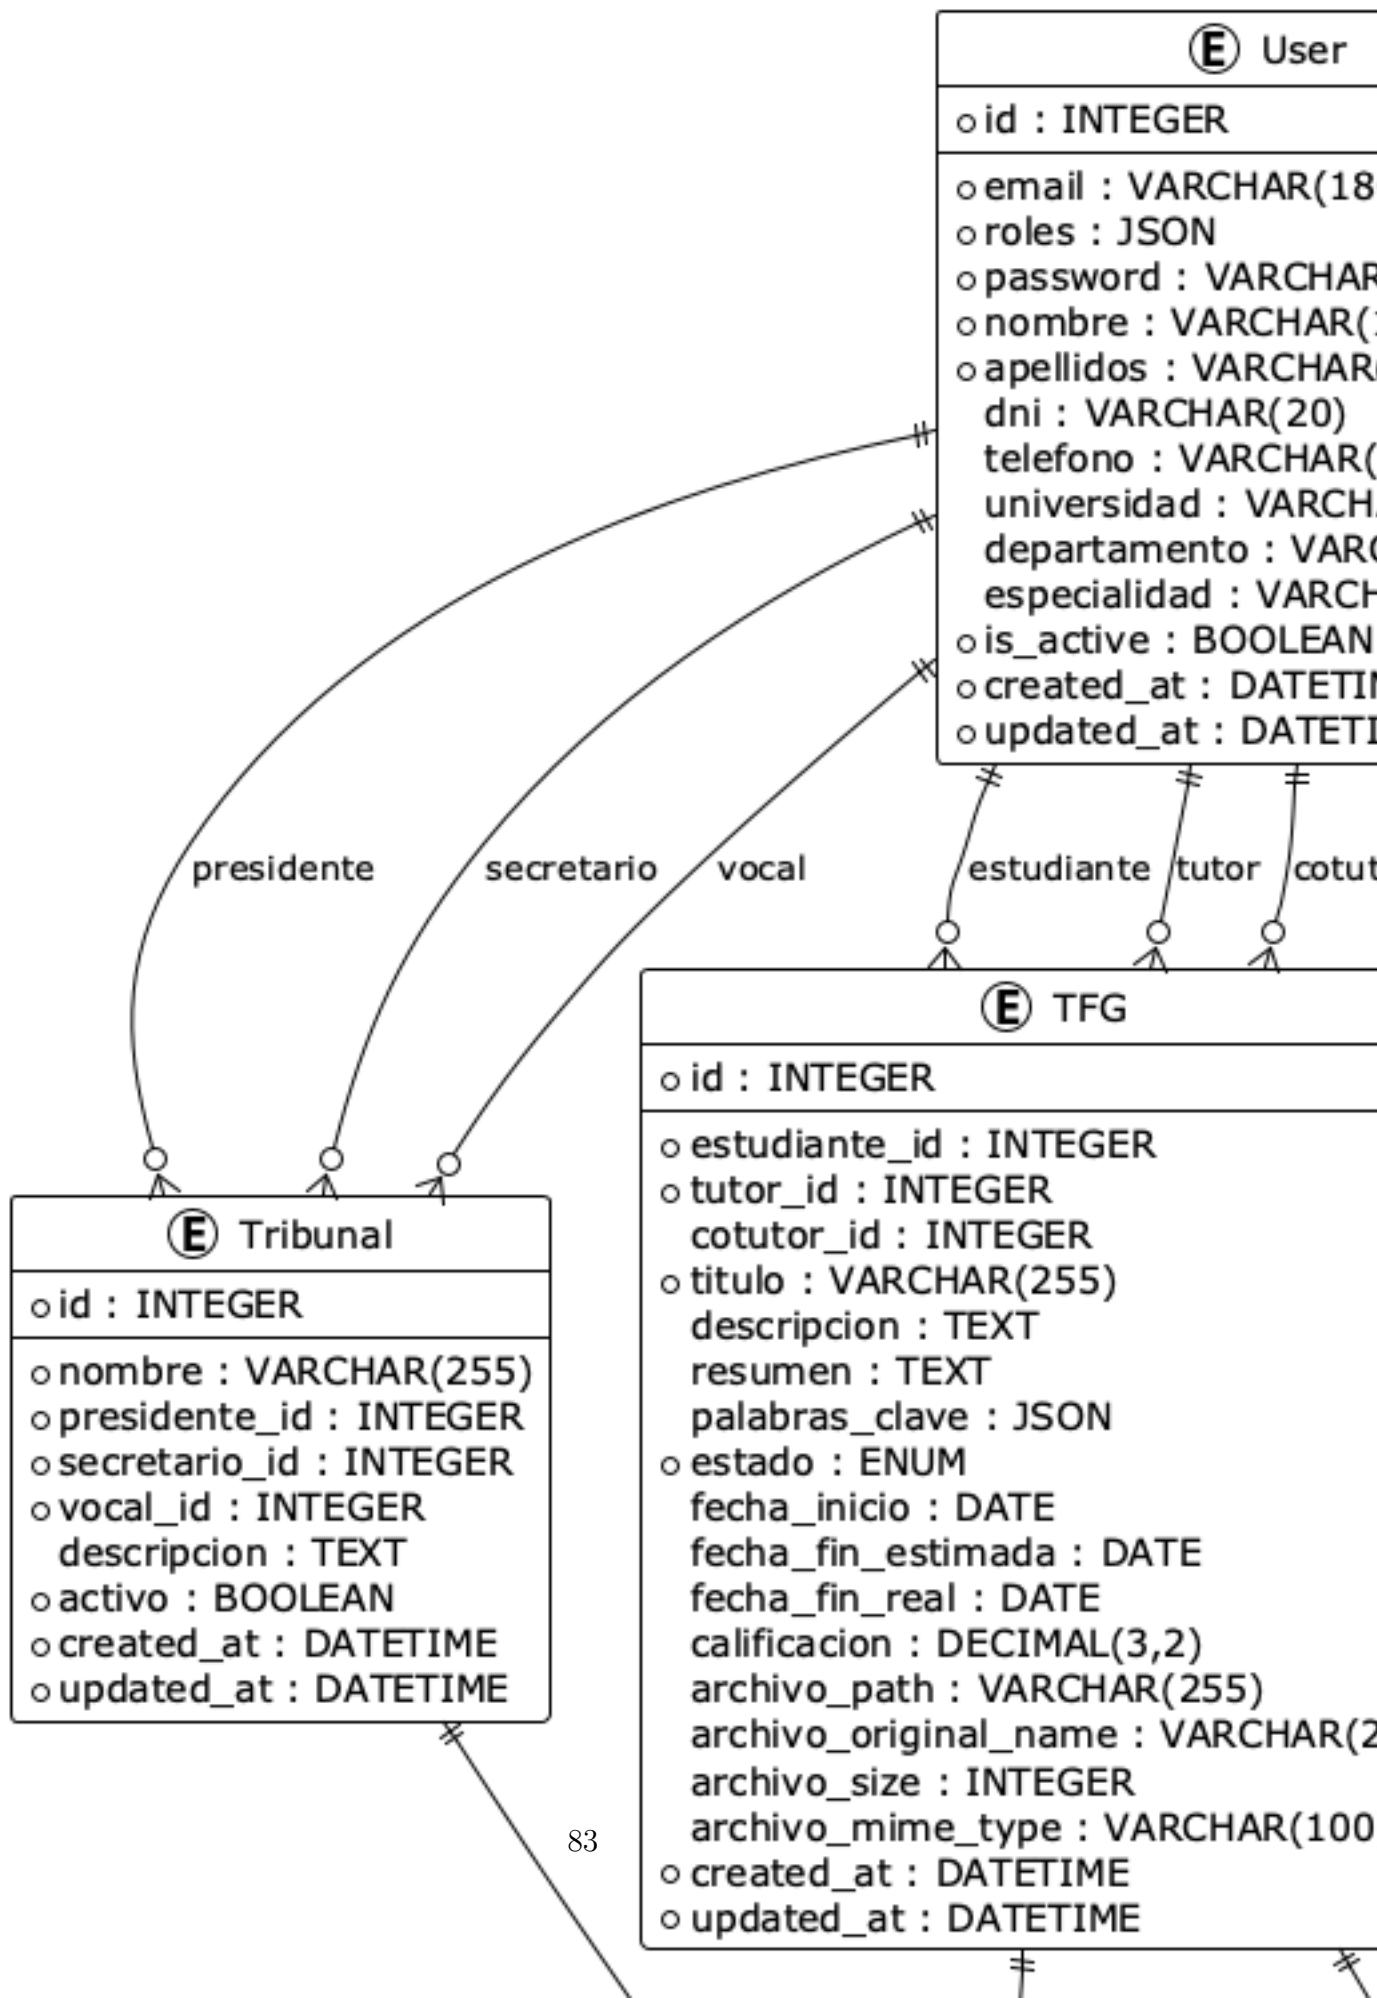 E User
id : INTEGER
email : VARCHAR(18
roles : JSON
password : VARCHAR
nombre : VARCHAR(
apellidos : VARCHAR
dni : VARCHAR(20)
telefono : VARCHAR(
universidad : VARCH
departamento : VAR
especialidad : VARCH
is_active : BOOLEAN
created_at : DATETI
updated_at : DATETI
presidente
secretario
vocal
estudiante
tutor
cotut
E TFG
id : INTEGER
estudiante_id : INTEGER
tutor_id : INTEGER
cotutor_id : INTEGER
titulo : VARCHAR(255)
descripcion : TEXT
resumen : TEXT
palabras_clave : JSON
estado : ENUM
fecha_inicio : DATE
fecha_fin_estimada : DATE
fecha_fin_real : DATE
calificacion : DECIMAL(3,2)
archivo_path : VARCHAR(255)
archivo_original_name : VARCHAR(2
archivo_size : INTEGER
archivo_mime_type : VARCHAR(100
created_at : DATETIME
updated_at : DATETIME
E Tribunal
id : INTEGER
nombre : VARCHAR(255)
presidente_id : INTEGER
secretario_id : INTEGER
vocal_id : INTEGER
descripcion : TEXT
activo : BOOLEAN
created_at : DATETIME
updated_at : DATETIME
83